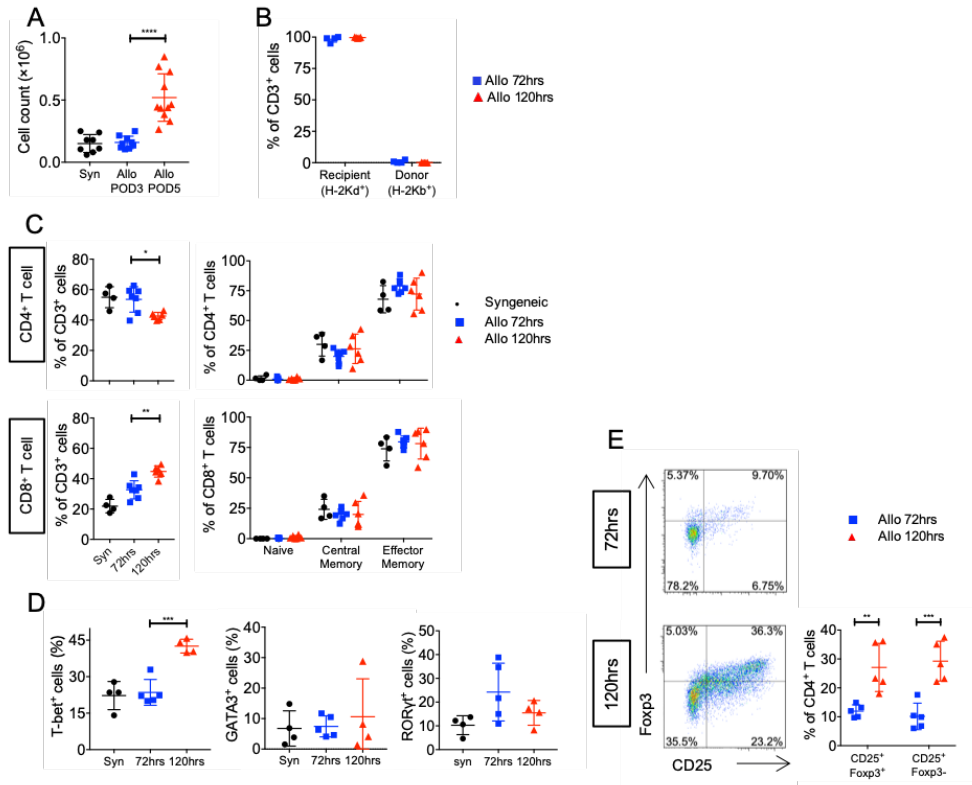 A
Cell count (×10⁶)
1.0
0.5
0.0
****
Syn
Allo
POD3
Allo
POD5
B
% of CD3⁺ cells
100
75
50
25
0
Recipient
(H-2Kd⁺)
Donor
(H-2Kb⁺)
Allo 72hrs
Allo 120hrs
C
CD4⁺ T cell
% of CD3⁺ cells
80
60
40
20
0
*
% of CD4⁺ T cells
100
75
50
25
0
Syngeneic
Allo 72hrs
Allo 120hrs
CD8⁺ T cell
% of CD3⁺ cells
80
60
40
20
0
**
Syn
72hrs
120hrs
% of CD8⁺ T cells
100
75
50
25
0
Naive
Central
Memory
Effector
Memory
D
T-bet⁺ cells (%)
45
30
15
0
***
Syn
72hrs
120hrs
GATA3⁺ cells (%)
40
30
20
10
0
Syn
72hrs
120hrs
RORγt⁺ cells (%)
50
40
30
20
10
0
Syn
72hrs
120hrs
E
72hrs
5.37%
9.70%
78.2%
6.75%
120hrs
5.03%
36.3%
35.5%
23.2%
Foxp3
CD25
Allo 72hrs
Allo 120hrs
% of CD4⁺ T cells
40
30
20
10
0
**
***
CD25⁺
Foxp3⁺
CD25⁺
Foxp3-